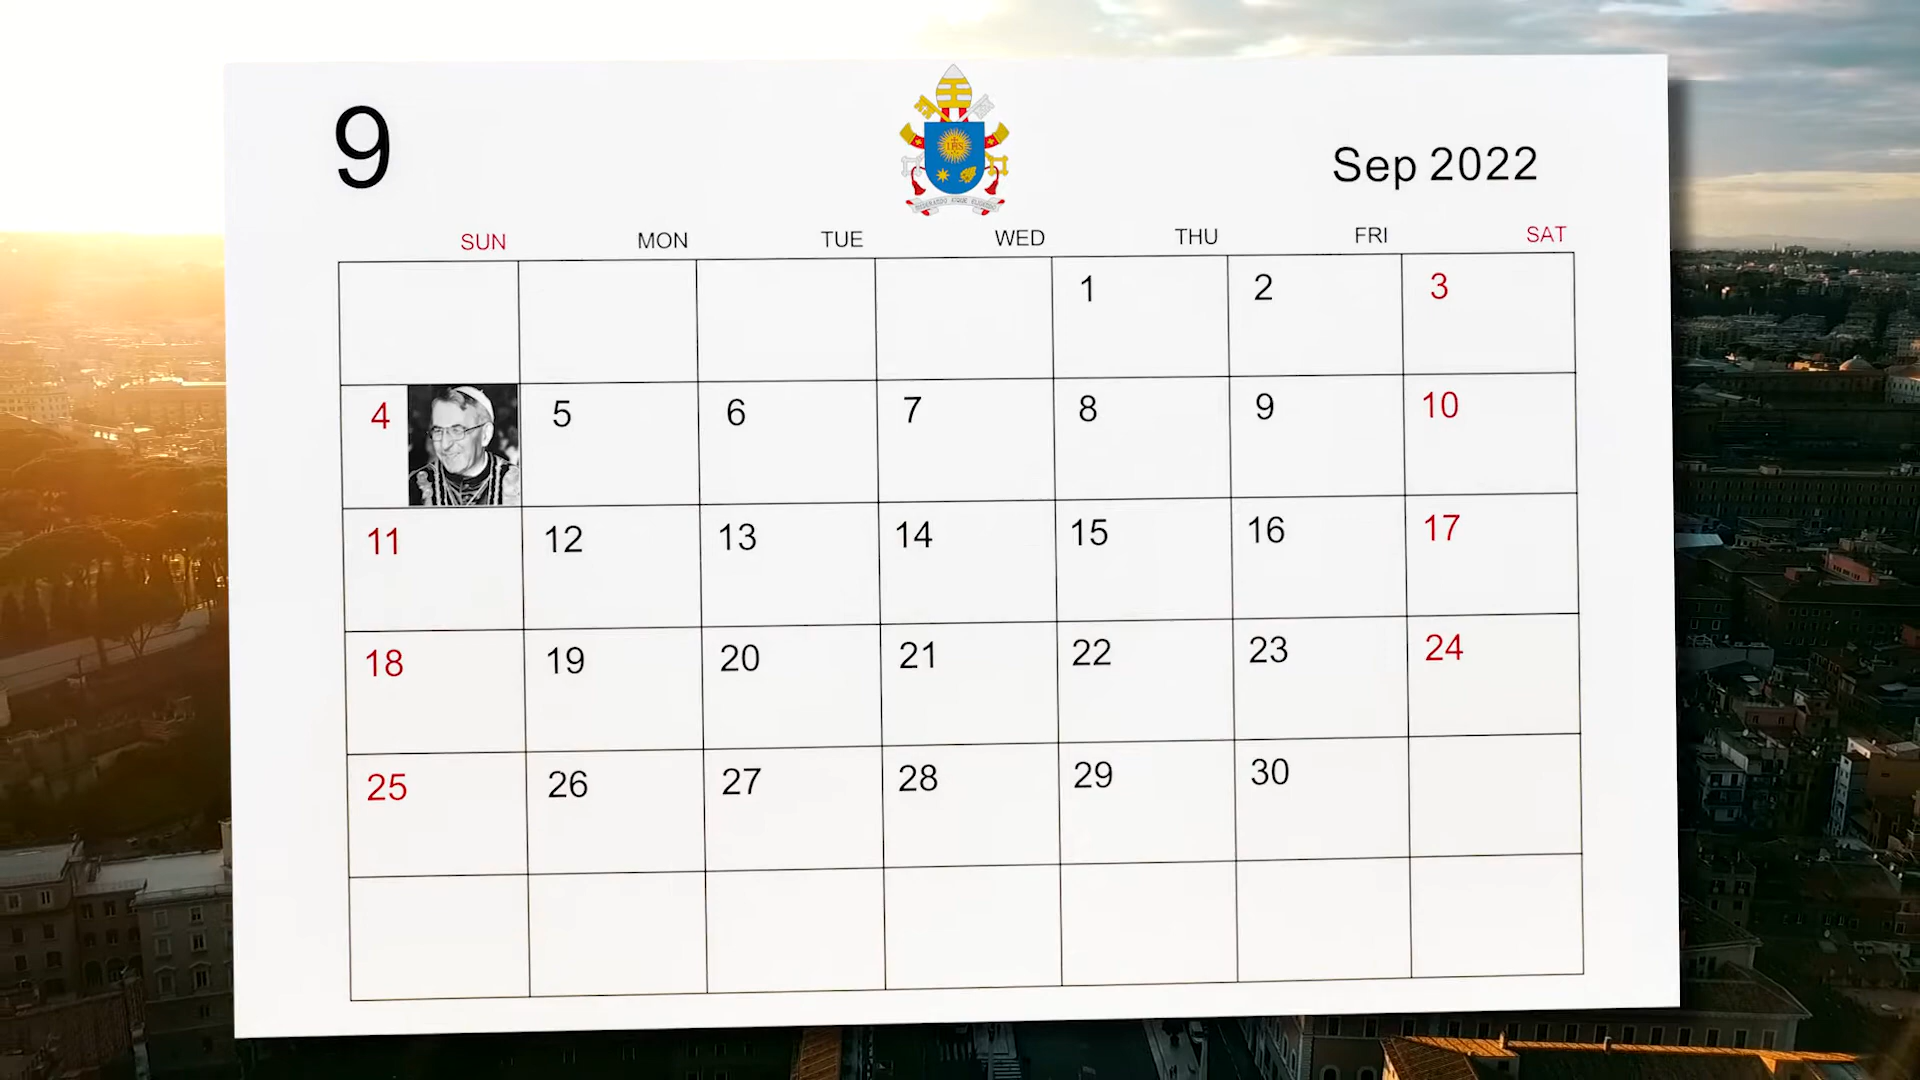 9
Sep 2022
SUN MON TUE WED THU FRI SAT
1 2 3
4 5 6 7 8 9 10
11 12 13 14 15 16 17
18 19 20 21 22 23 24
25 26 27 28 29 30
IHS